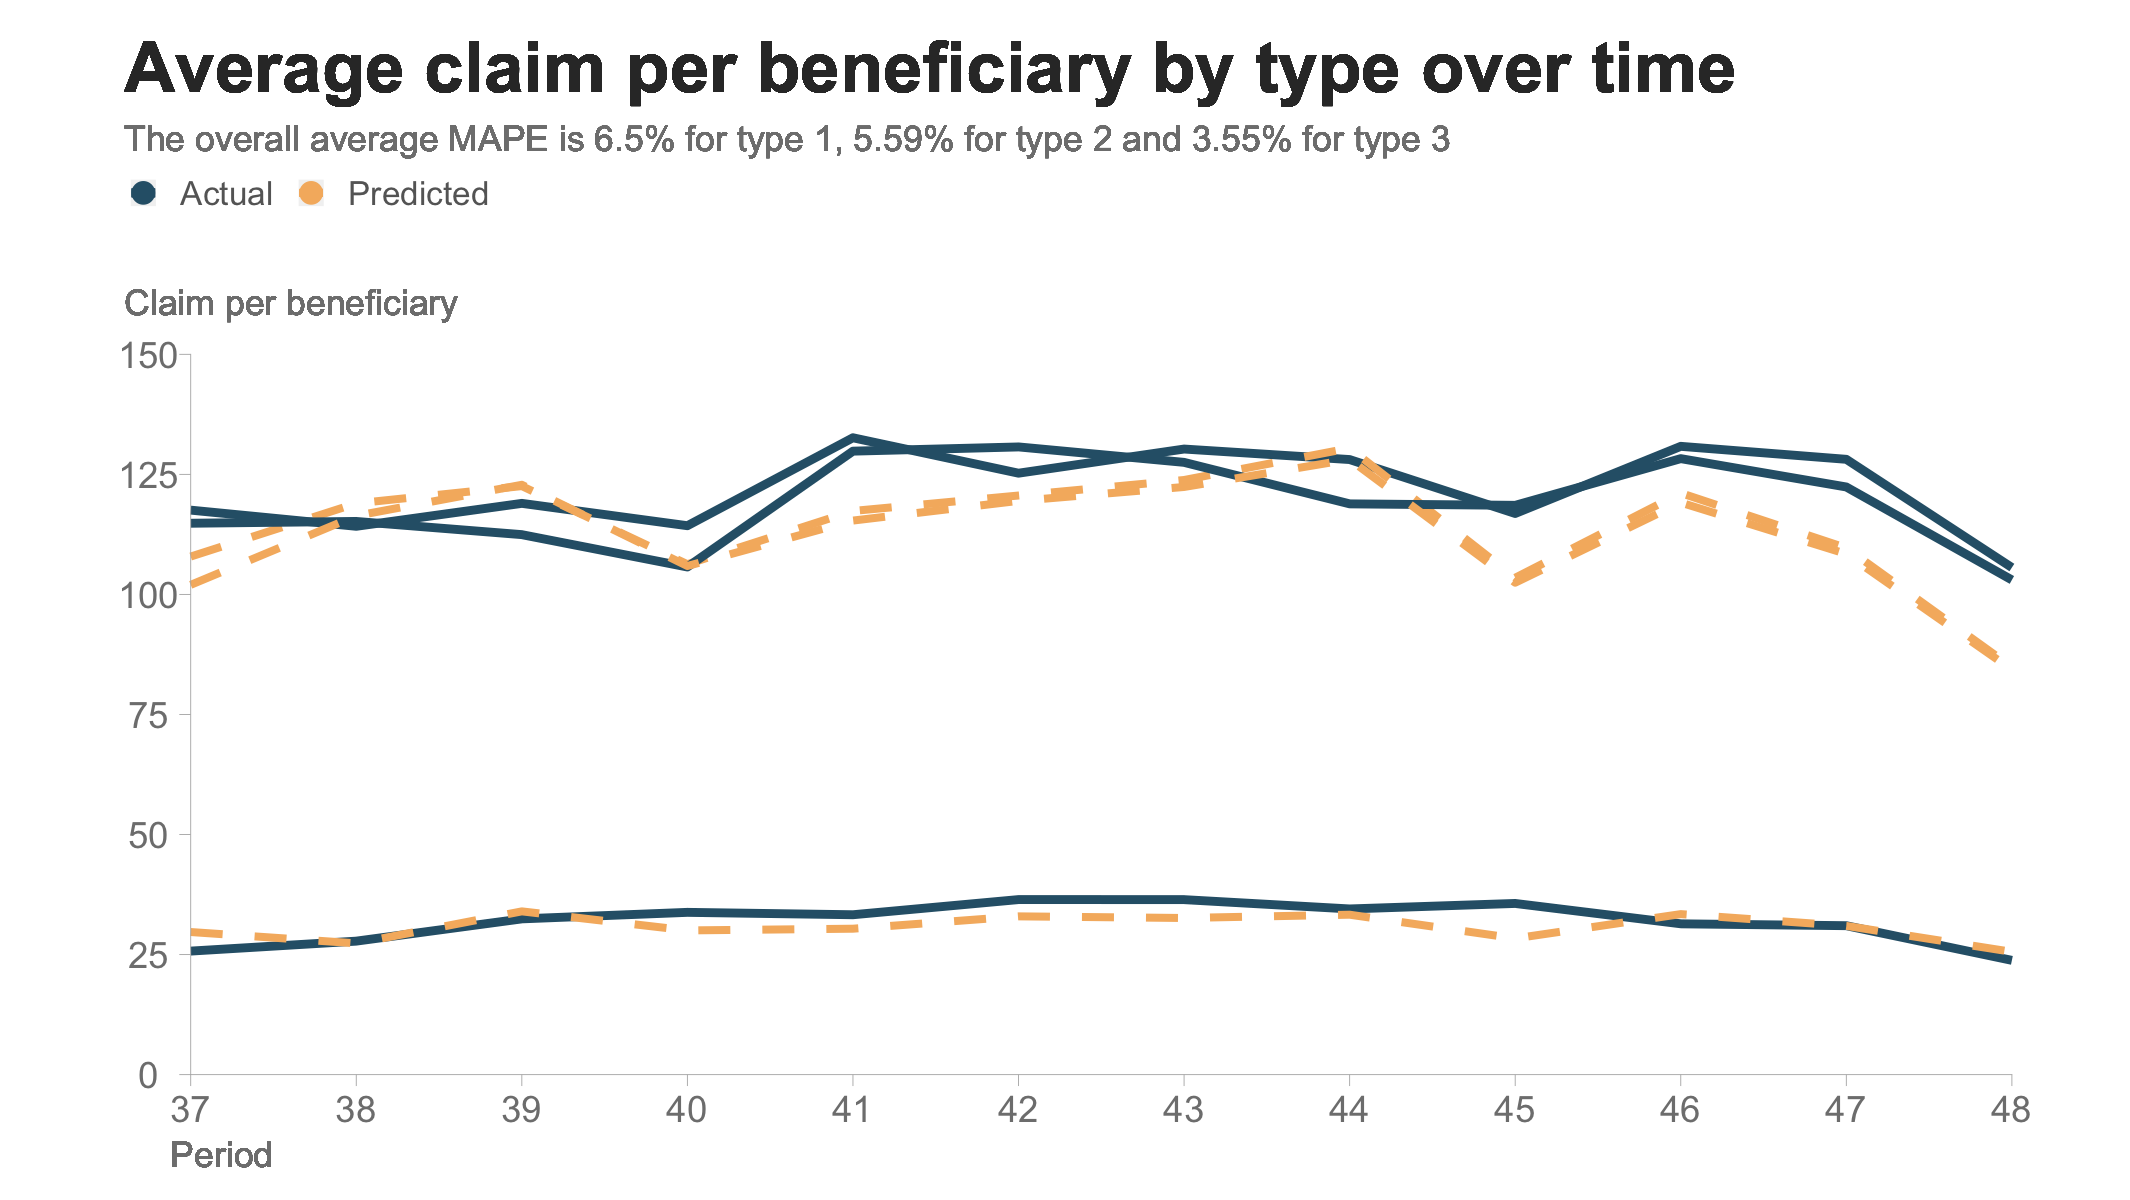 Average claim per beneficiary by type over time
The overall average MAPE is 6.5% for type 1, 5.59% for type 2 and 3.55% for type 3
Actual Predicted
Claim per beneficiary
150
125
100
75
50
25
0
37 38 39 40 41 42 43 44 45 46 47 48
Period